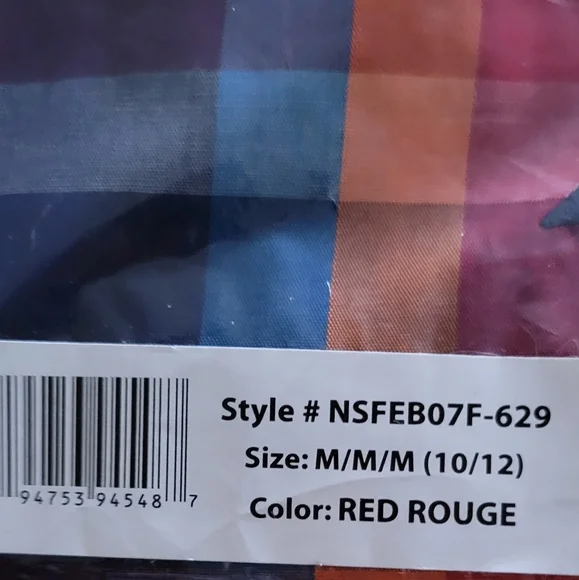 Style # NSFEB07F-629
Size: M/M/M (10/12)
Color: RED ROUGE
94753 94548 7